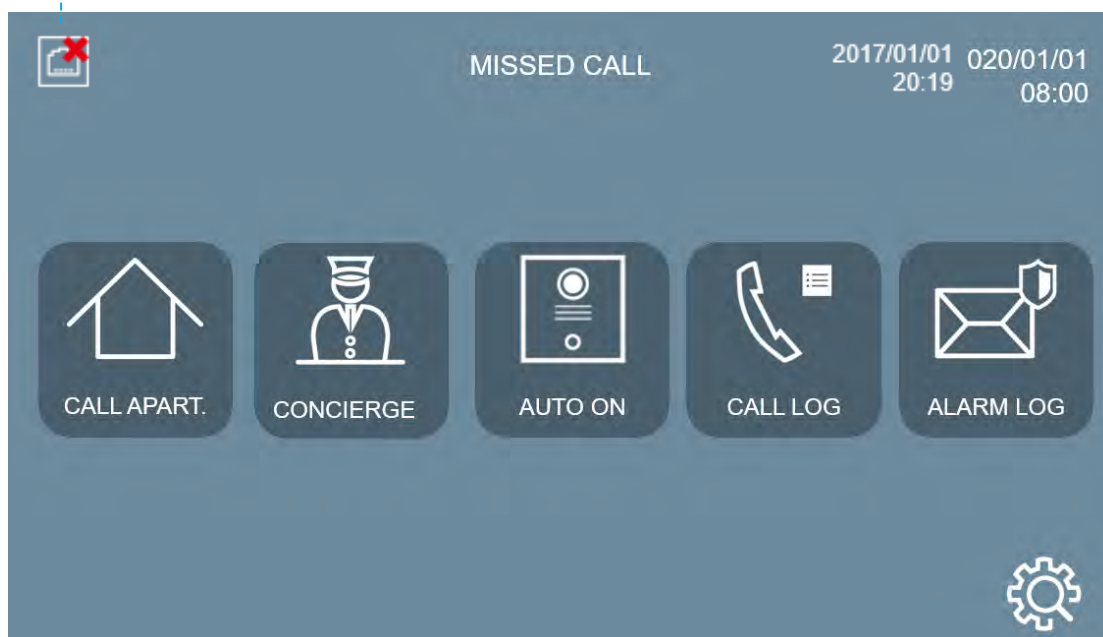 MISSED CALL
2017/01/01
20:19
020/01/01
08:00
CALL APART.
CONCIERGE
AUTO ON
CALL LOG
ALARM LOG